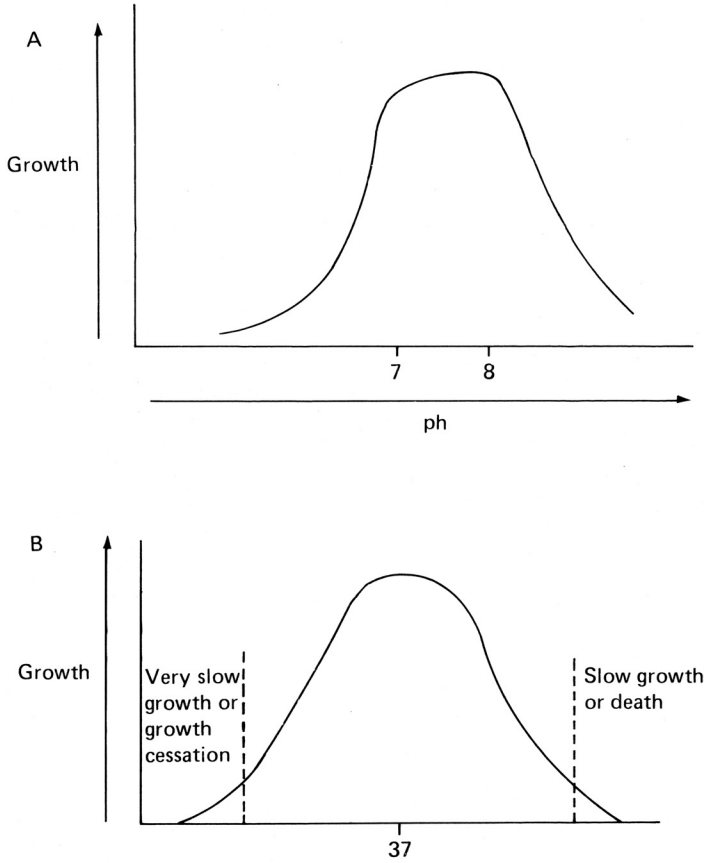 A
Growth
7
8
ph
B
Growth
Very slow
growth or
growth
cessation
Slow growth
or death
37